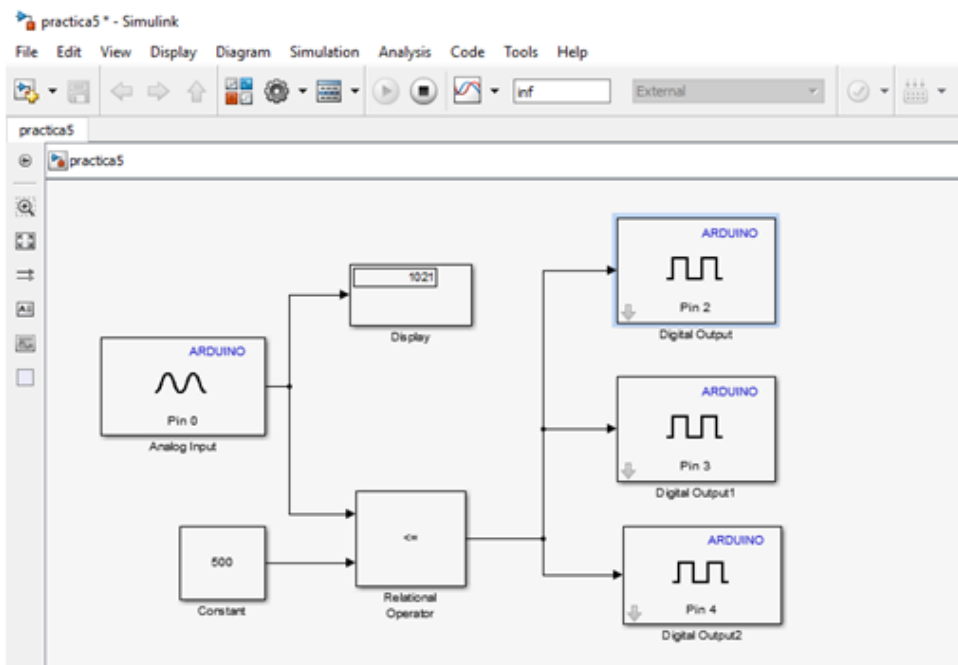 practica5 * - Simulink
File Edit View Display Diagram Simulation Analysis Code Tools Help
inf External
practica5
practica5
ARDUINO
Pin 2
Digital Output
1021
Display
ARDUINO
Pin 0
Analog Input
ARDUINO
Pin 3
Digital Output1
<=
Relational
Operator
500
Constant
ARDUINO
Pin 4
Digital Output2